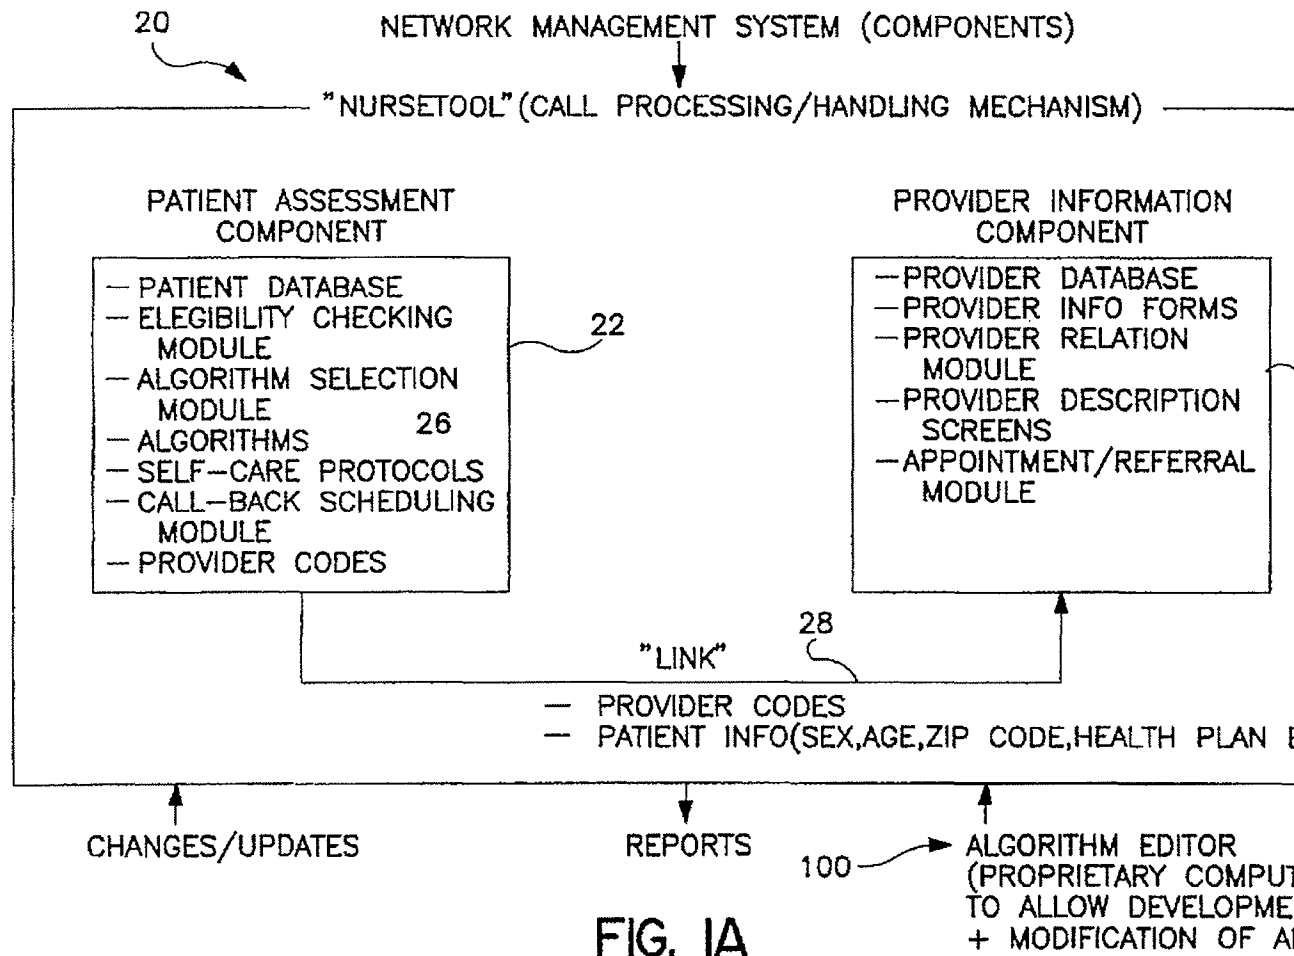 20
NETWORK MANAGEMENT SYSTEM (COMPONENTS)
"NURSETOOL" (CALL PROCESSING/HANDLING MECHANISM)
PATIENT ASSESSMENT
COMPONENT
— PATIENT DATABASE
— ELEGIBILITY CHECKING
MODULE
— ALGORITHM SELECTION
MODULE
— ALGORITHMS
— SELF-CARE PROTOCOLS
— CALL-BACK SCHEDULING
MODULE
— PROVIDER CODES
26
22
PROVIDER INFORMATION
COMPONENT
—PROVIDER DATABASE
—PROVIDER INFO FORMS
—PROVIDER RELATION
MODULE
—PROVIDER DESCRIPTION
SCREENS
—APPOINTMENT/REFERRAL
MODULE
"LINK"
28
— PROVIDER CODES
— PATIENT INFO(SEX,AGE,ZIP CODE,HEALTH PLAN
CHANGES/UPDATES
REPORTS
100
ALGORITHM EDITOR
(PROPRIETARY
TO ALLOW
+ MODIFICATION OF
FIG. 1A